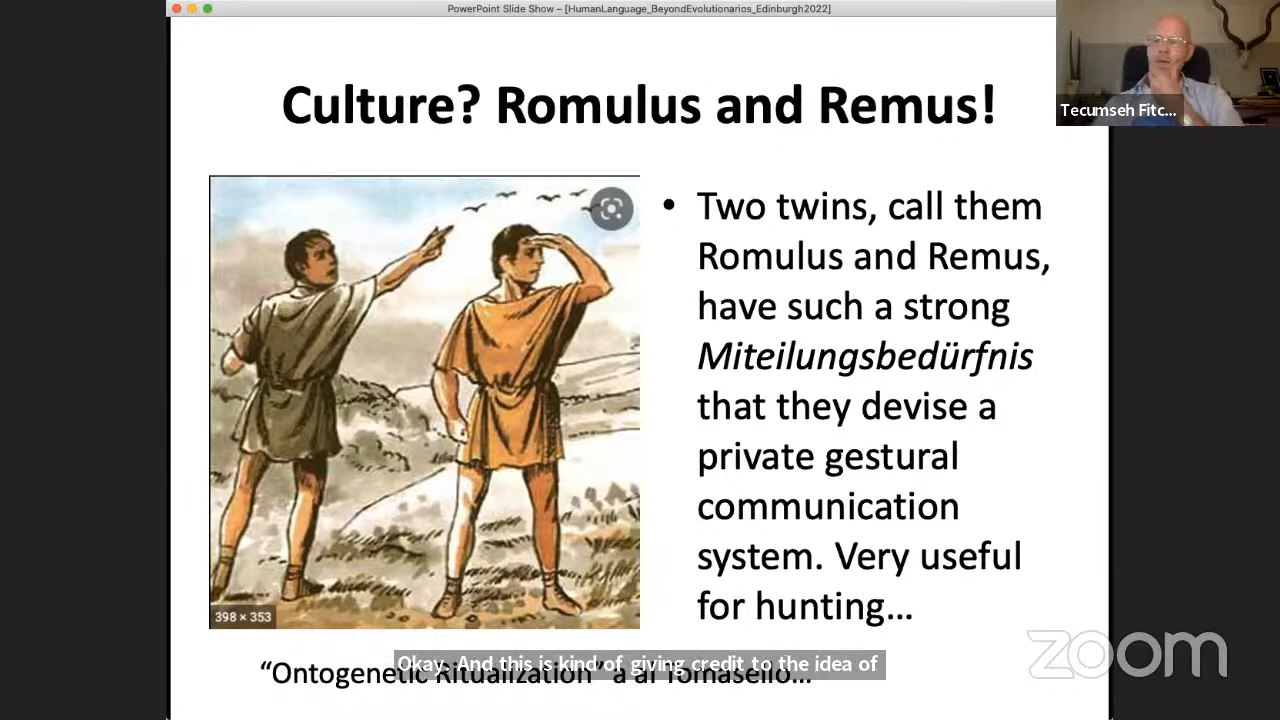 PowerPoint Slide Show – [HumanLanguage_BeyondEvolutionarios_Edinburgh2022]
Culture? Romulus and Remus!
Tecumseh Fitc...
• Two twins, call them
Romulus and Remus,
have such a strong
Miteilungsbedürfnis
that they devise a
private gestural
communication
system. Very useful
for hunting...
398 × 353
zoom
Okay. And this is kind of giving credit to the idea of
“Ontogenetic Ritualization” a al Tomasello...